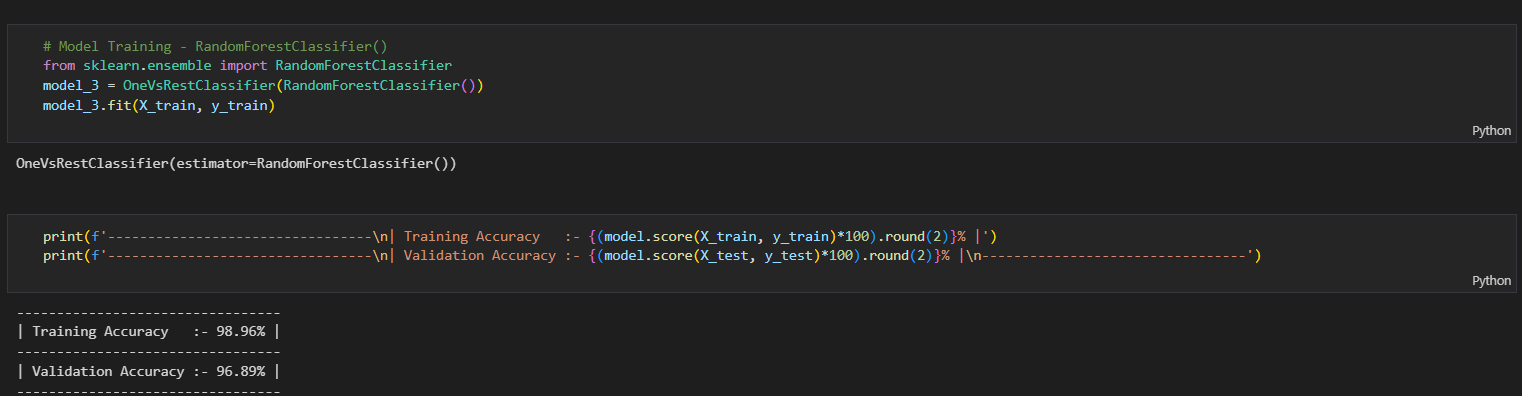 # Model Training - RandomForestClassifier()
from sklearn.ensemble import RandomForestClassifier
model_3 = OneVsRestClassifier(RandomForestClassifier())
model_3.fit(X_train, y_train)
Python
OneVsRestClassifier(estimator=RandomForestClassifier())
print(f'---------------------------------\n| Training Accuracy   :- {(model.score(X_train, y_train)*100).round(2)}% |')
print(f'---------------------------------\n| Validation Accuracy :- {(model.score(X_test, y_test)*100).round(2)}% |\n---------------------------------')
Python
---------------------------------
| Training Accuracy   :- 98.96% |
---------------------------------
| Validation Accuracy :- 96.89% |
---------------------------------